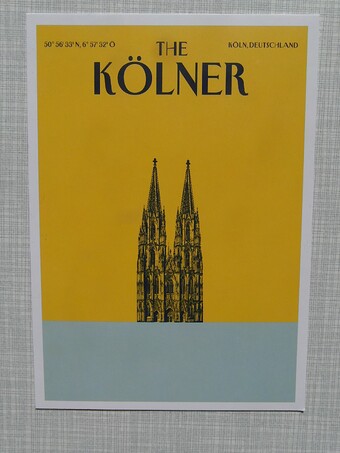 50° 56' 33" N, 6° 57' 32" Ö
THE
KÖLN, DEUTSCHLAND
KÖLNER